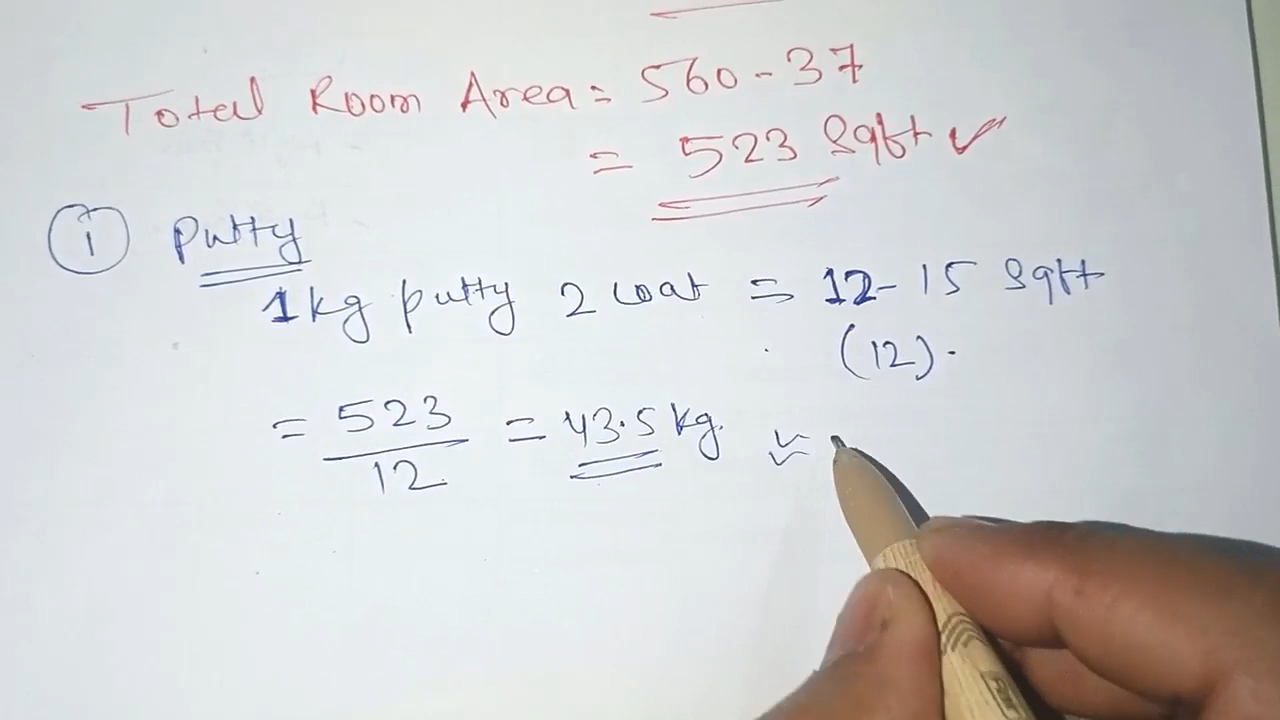 Total Room Area = 560-37
= 523 Sqft ✓
① Putty
1kg putty 2 coat = 12-15 Sqft
(12).
= 523/12 = 43.5 kg.